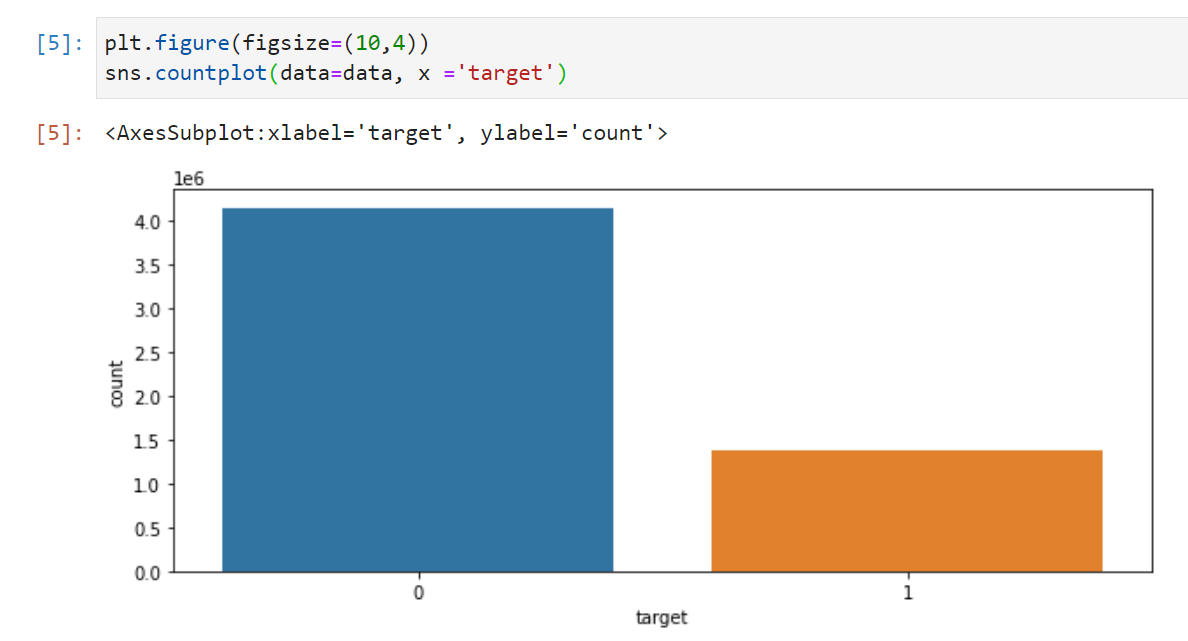 [5]: plt.figure(figsize=(10,4))
sns.countplot(data=data, x ='target')
[5]: <AxesSubplot:xlabel='target', ylabel='count'>
1e6
4.0
3.5
3.0
2.5
2.0
1.5
1.0
0.5
0.0
count
0 1
target